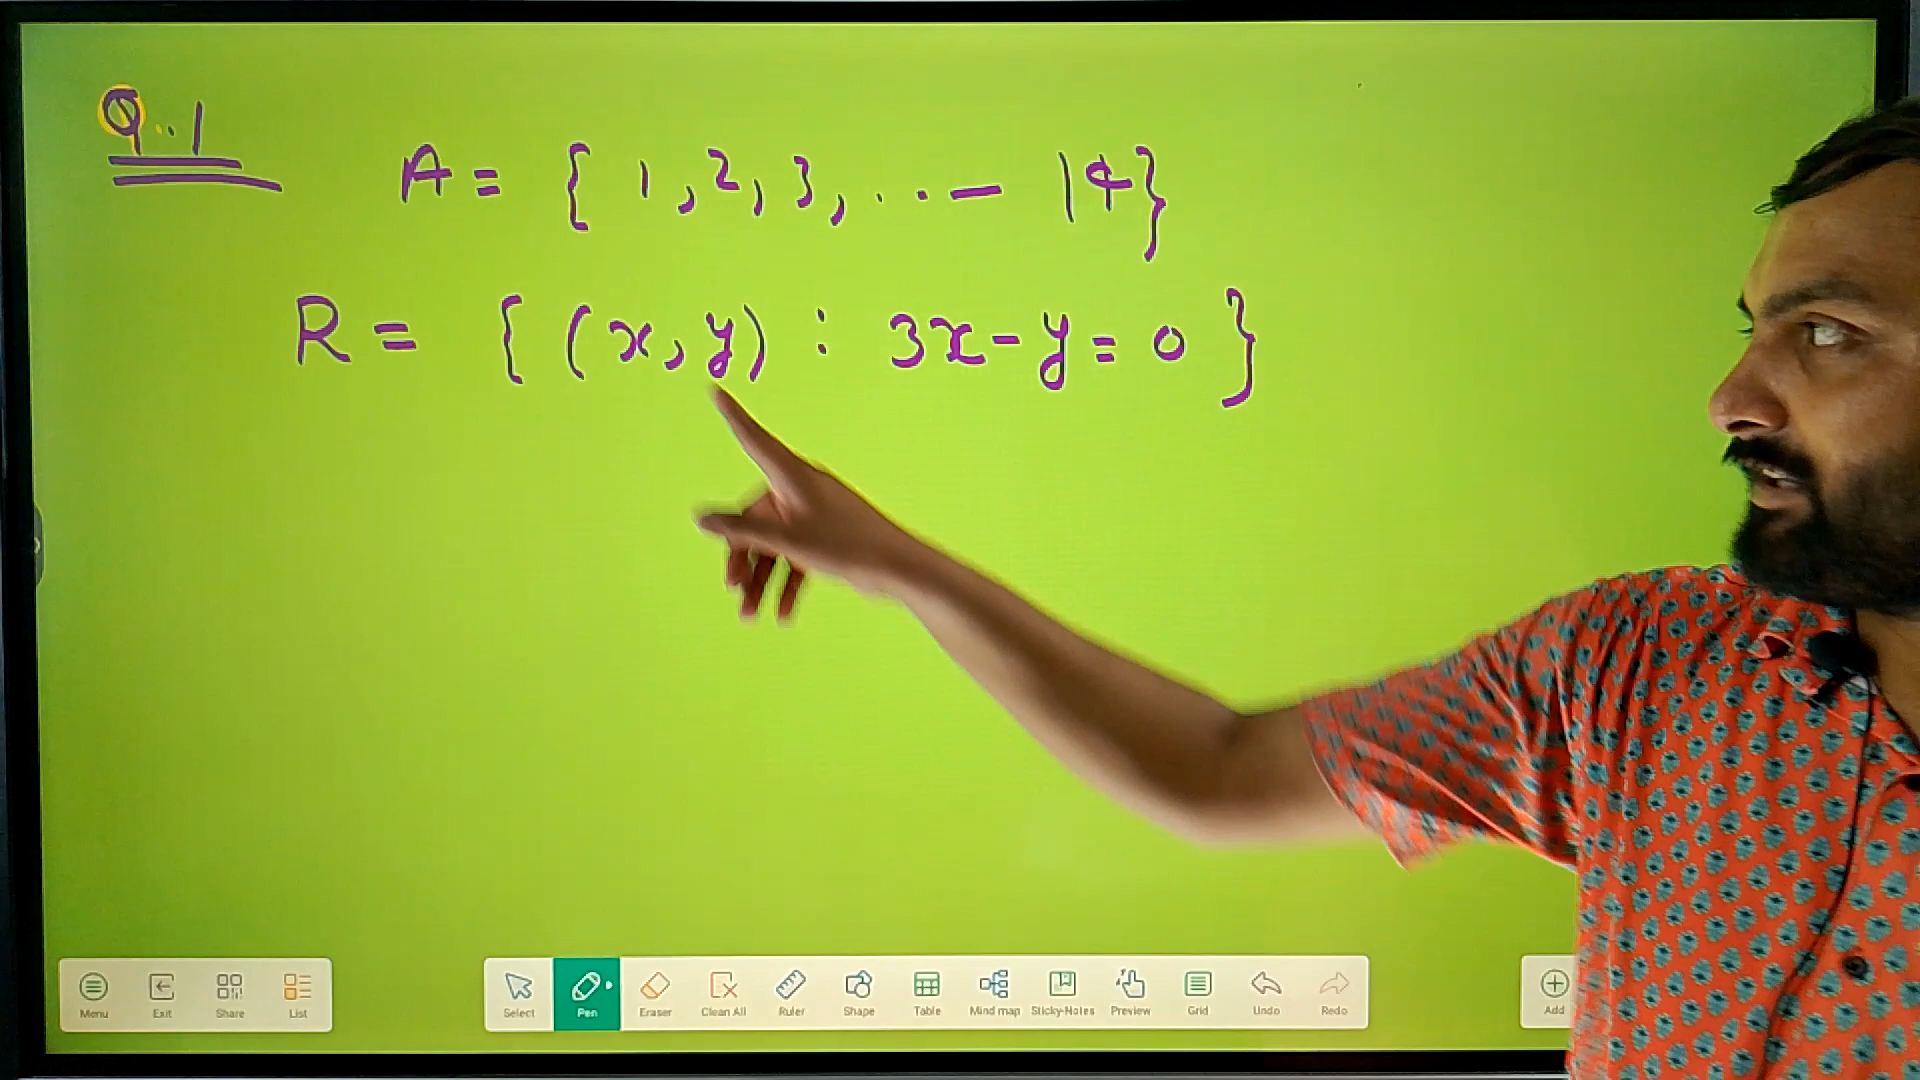 Q.1
A = { 1, 2, 3, ..– 14}
R = { (x, y) : 3x - y = 0 }
Menu Exit Share List Select Pen Eraser Clean All Ruler Shape Table Mind map Sticky-Notes Preview Grid Undo Redo Add